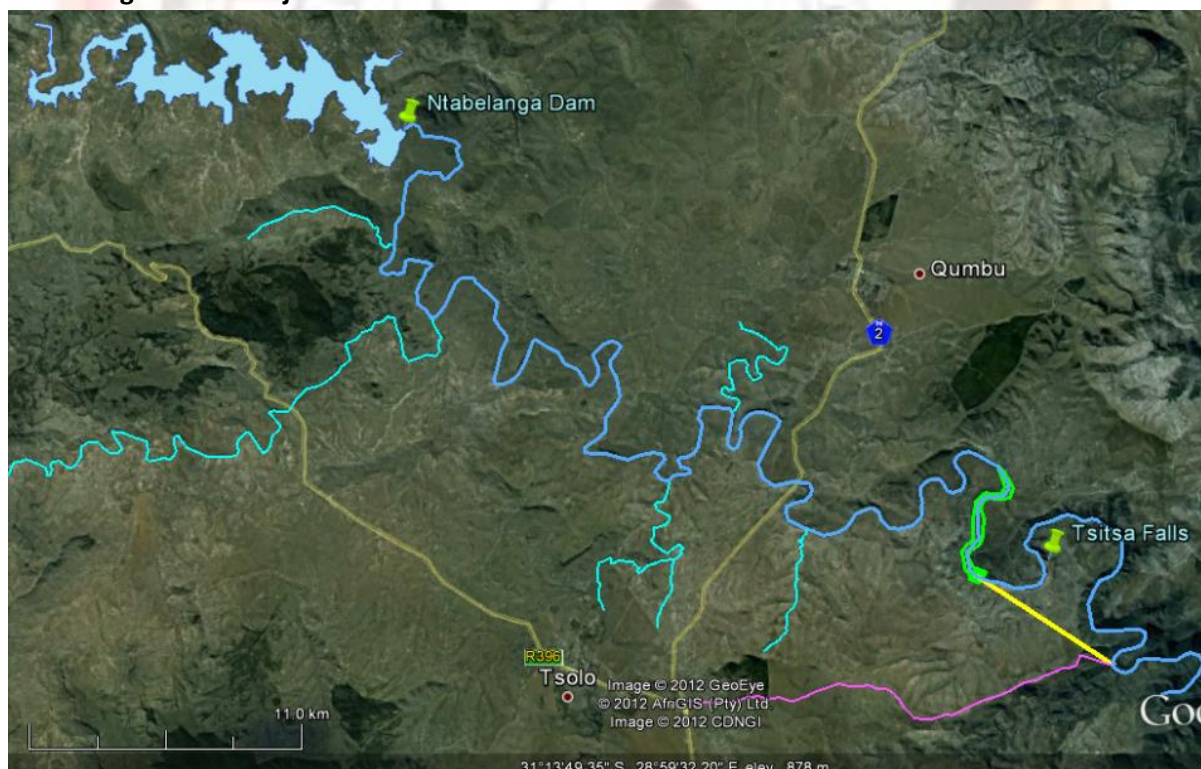 Ntabelanga Dam
Qumbu
N
2
Tsitsa Falls
R396
Tsolo
Image © 2012 GeoEye
© 2012 AfriGIS (Pty) Ltd.
Image © 2012 CDNGI
11.0 km
Goo
31°13'49.35" S 28°59'32.20" E elev 878 m